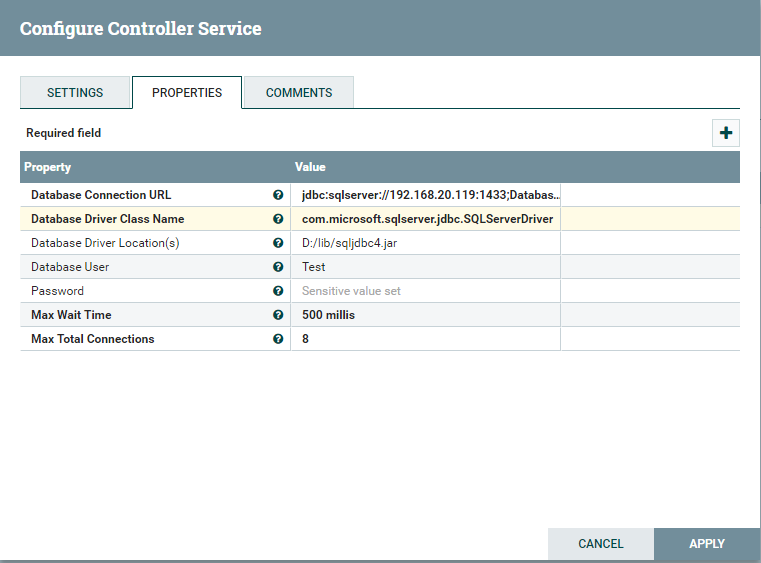 Configure Controller Service
SETTINGS PROPERTIES COMMENTS
Required field
Property Value
Database Connection URL jdbc:sqlserver://192.168.20.119:1433;Databas...
Database Driver Class Name com.microsoft.sqlserver.jdbc.SQLServerDriver
Database Driver Location(s) D:/lib/sqljdbc4.jar
Database User Test
Password Sensitive value set
Max Wait Time 500 millis
Max Total Connections 8
CANCEL APPLY